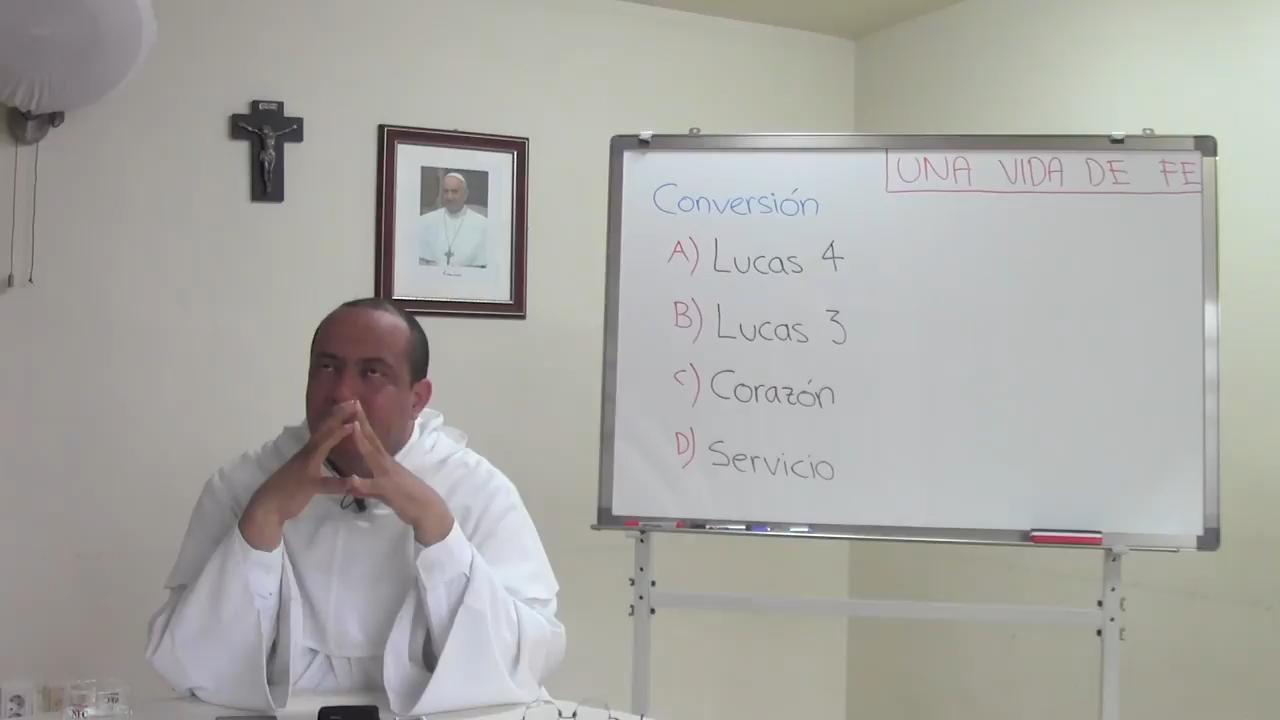 UNA VIDA DE FE
Conversión
A) Lucas 4
B) Lucas 3
C) Corazón
D) Servicio